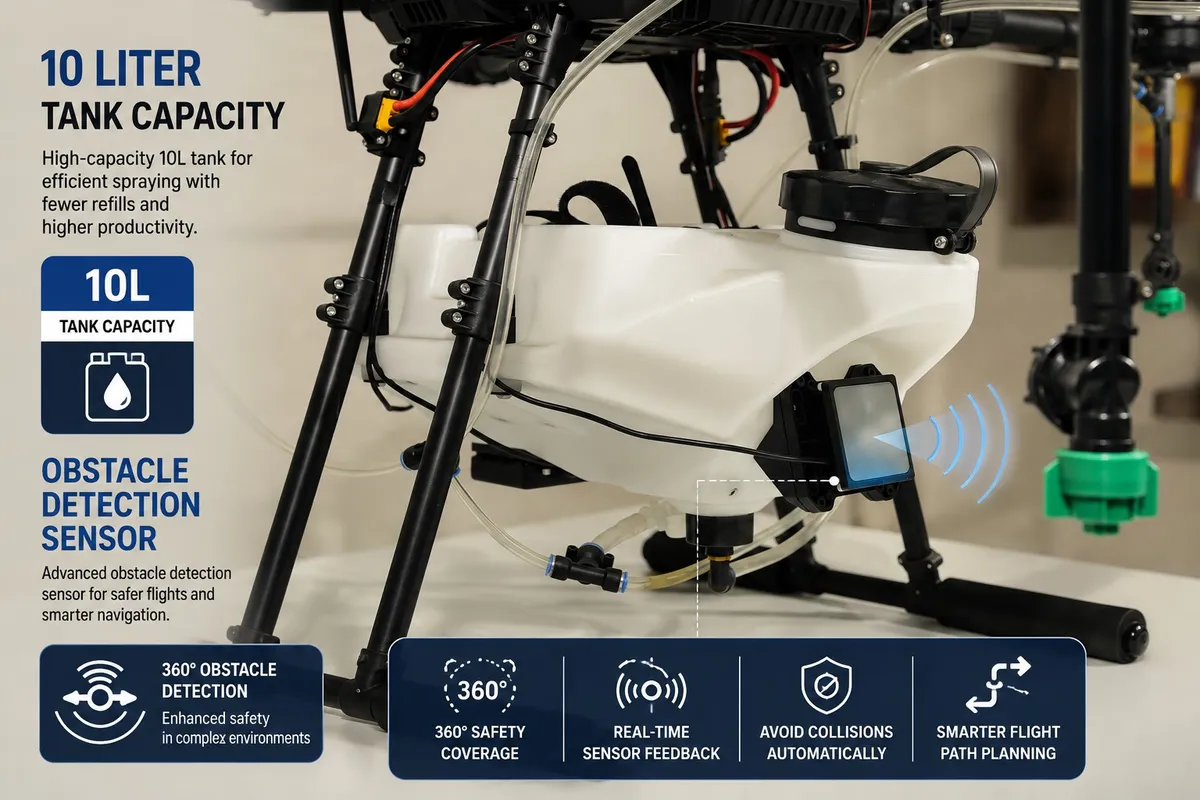 10 LITER
TANK CAPACITY
High-capacity 10L tank for
efficient spraying with
fewer refills and
higher productivity.
10L
TANK CAPACITY
OBSTACLE
DETECTION
SENSOR
Advanced obstacle detection
sensor for safer flights and
smarter navigation.
360° OBSTACLE
DETECTION
Enhanced safety
in complex environments
360°
360° SAFETY
COVERAGE
REAL-TIME
SENSOR FEEDBACK
AVOID COLLISIONS
AUTOMATICALLY
SMARTER FLIGHT
PATH PLANNING